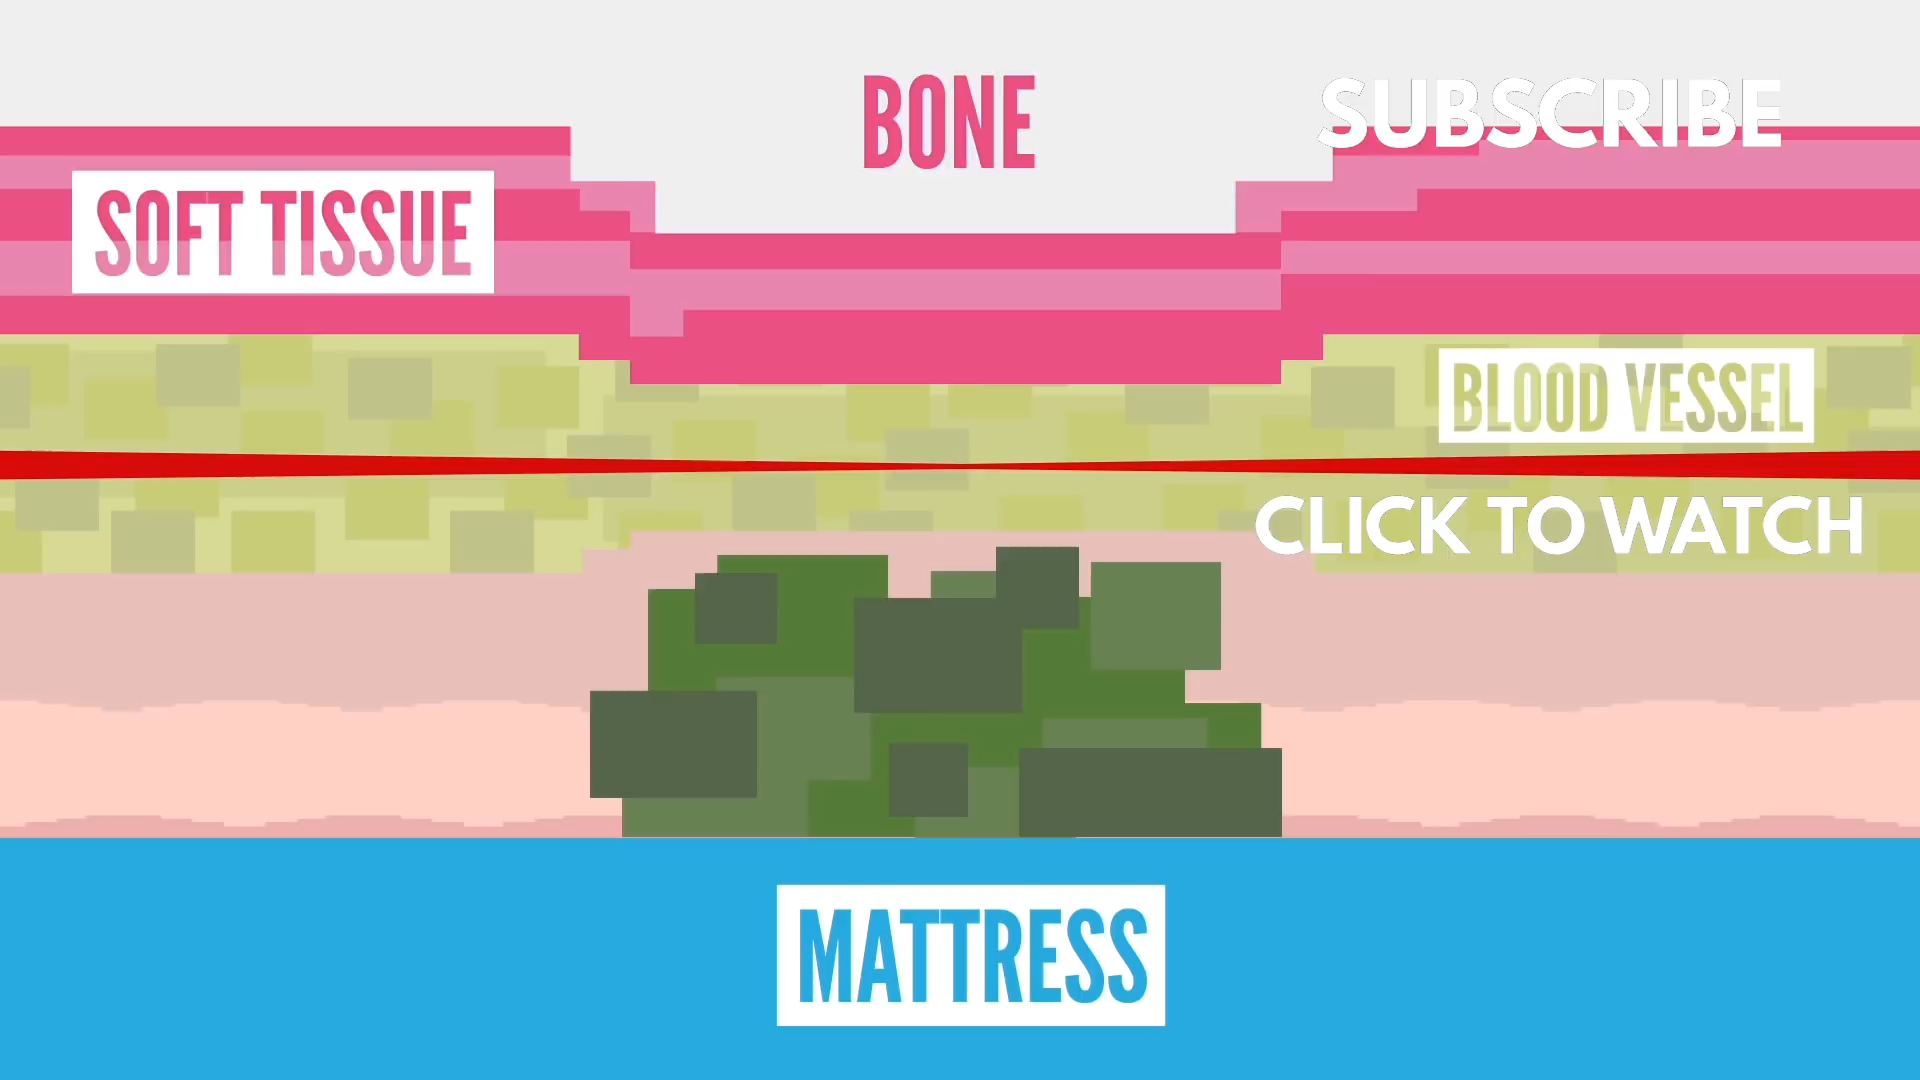 BONE
SUBSCRIBE
SOFT TISSUE
BLOOD VESSEL
CLICK TO WATCH
MATTRESS